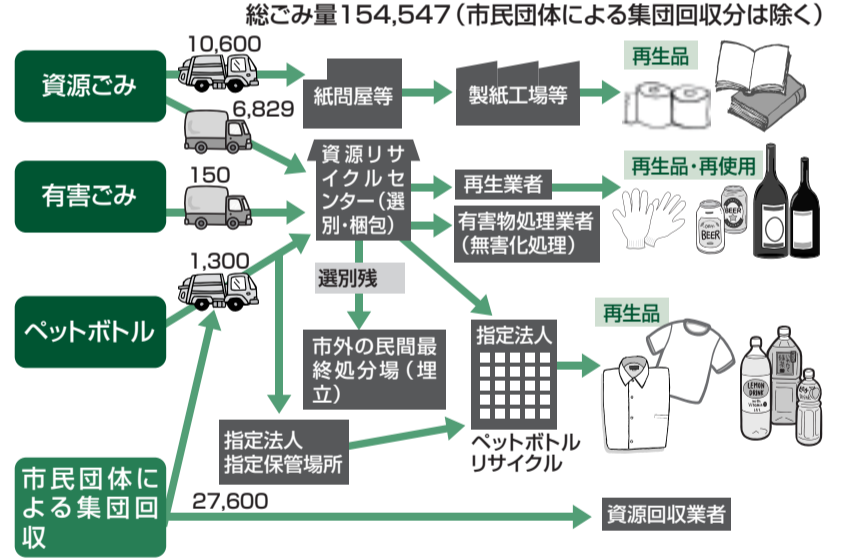 総ごみ量154,547（市民団体による集団回収分は除く）
資源ごみ
10,600
6,829
紙問屋等
製紙工場等
再生品
有害ごみ
150
資源リサ
イクルセ
ンター（選
別・梱包）
再生業者
再生品・再使用
有害物処理業者
（無害化処理）
BEER
BEER
ペットボトル
1,300
選別残
市外の民間最
終処分場（埋
立）
指定法人
ペットボトル
リサイクル
再生品
LEMON
DRINK
指定法人
指定保管場所
市民団体に
よる集団回
収
27,600
資源回収業者